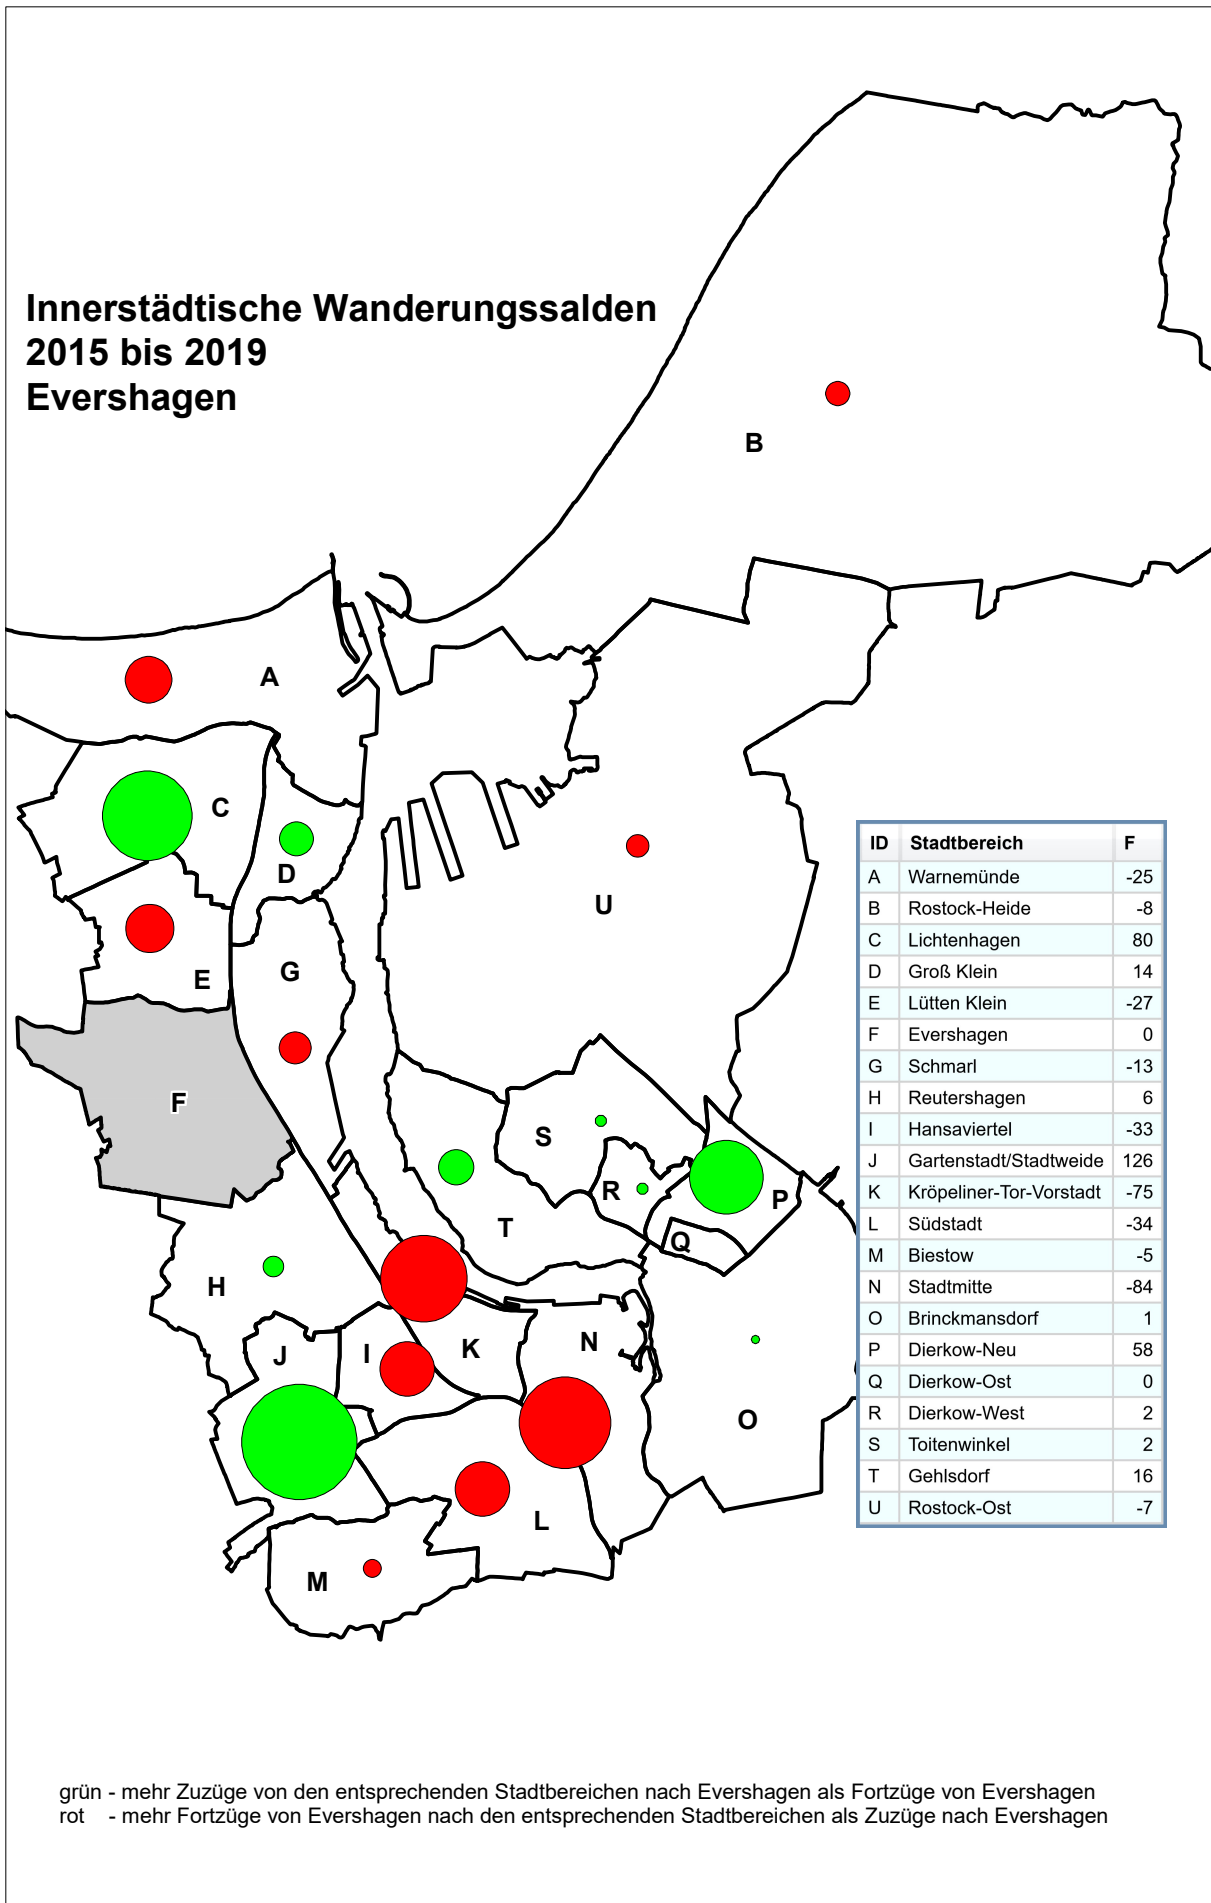 Innerstädtische Wanderungssalden
2015 bis 2019
Evershagen
B
A
C
D
U
E
G
F
S
R
P
T
Q
H
J
I
K
N
O
L
M
ID Stadtbereich F
A Warnemünde -25
B Rostock-Heide -8
C Lichtenhagen 80
D Groß Klein 14
E Lütten Klein -27
F Evershagen 0
G Schmarl -13
H Reutershagen 6
I Hansaviertel -33
J Gartenstadt/Stadtweide 126
K Kröpeliner-Tor-Vorstadt -75
L Südstadt -34
M Biestow -5
N Stadtmitte -84
O Brinckmansdorf 1
P Dierkow-Neu 58
Q Dierkow-Ost 0
R Dierkow-West 2
S Toitenwinkel 2
T Gehlsdorf 16
U Rostock-Ost -7
grün - mehr Zuzüge von den entsprechenden Stadtbereichen nach Evershagen als Fortzüge von Evershagen
rot - mehr Fortzüge von Evershagen nach den entsprechenden Stadtbereichen als Zuzüge nach Evershagen